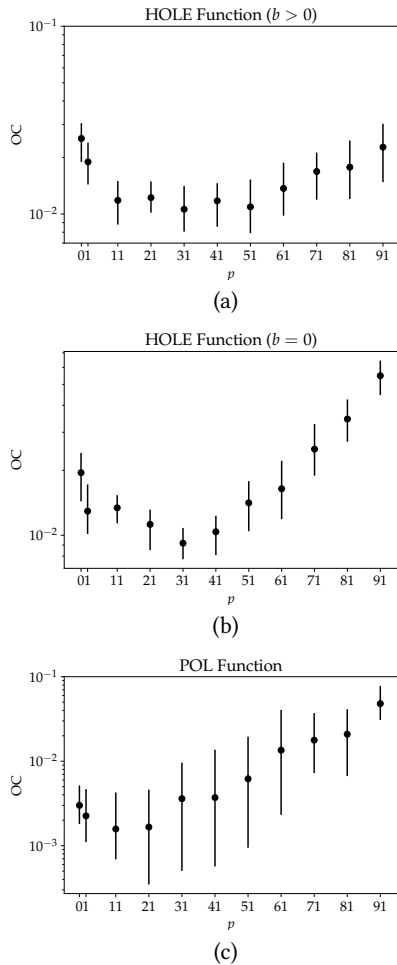 HOLE Function (b > 0)
10⁻¹
OC
10⁻²
01 11 21 31 41 51 61 71 81 91
p
(a)
HOLE Function (b = 0)
OC
10⁻²
01 11 21 31 41 51 61 71 81 91
p
(b)
POL Function
10⁻¹
10⁻²
OC
10⁻³
01 11 21 31 41 51 61 71 81 91
p
(c)